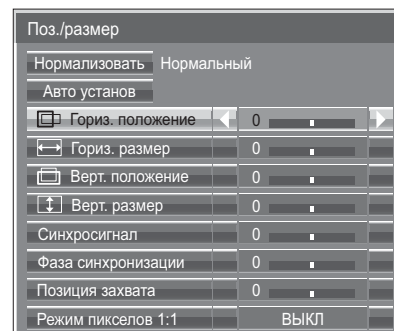 Поз./размер
Нормализовать Нормальный
Авто установ
Гориз. положение 0
Гориз. размер 0
Верт. положение 0
Верт. размер 0
Синхросигнал 0
Фаза синхронизации 0
Позиция захвата 0
Режим пикселов 1:1 ВЫКЛ